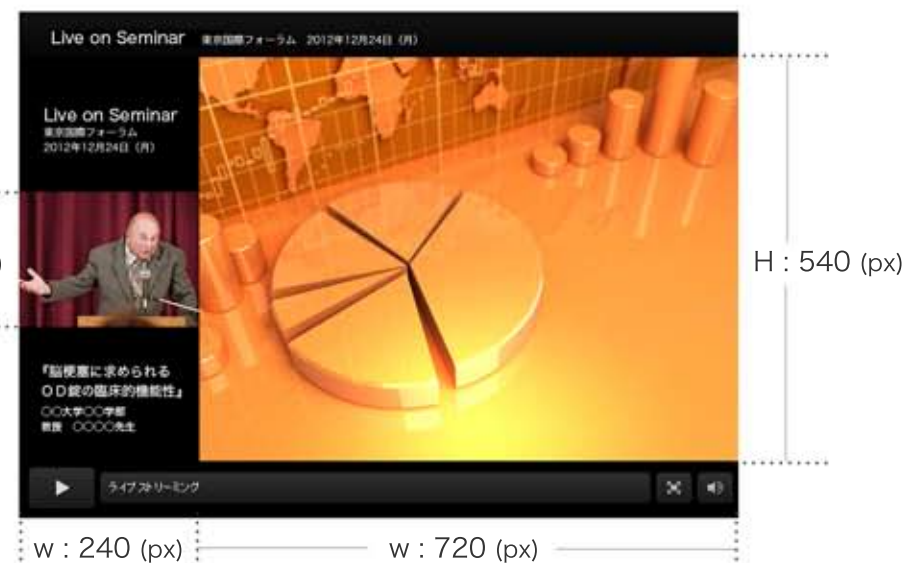 Live on Seminar 東京国際フォーラム 2012年12月24日（月）
Live on Seminar
東京国際フォーラム
2012年12月24日（月）
『脳梗塞に求められる
ＯＤ錠の臨床的機能性』
○○大学○○学部
教授 ○○○○先生
ライブストリーミング
H : 540 (px)
w : 240 (px)
w : 720 (px)